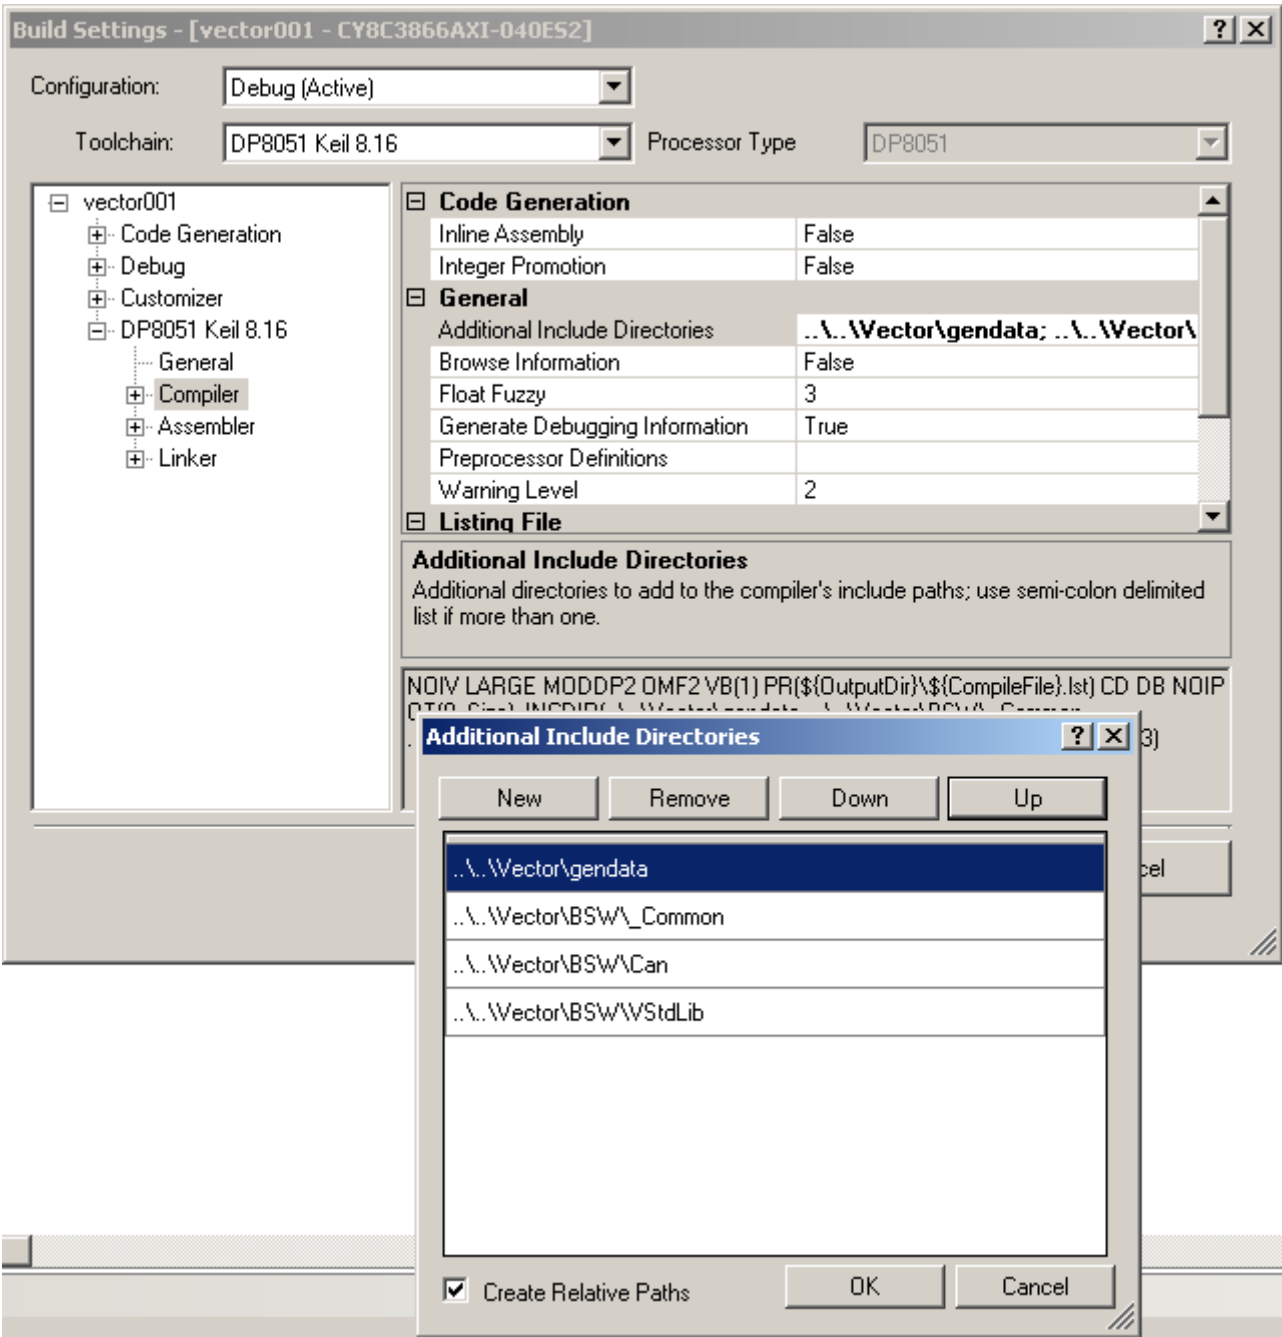 Build Settings - [vector001 - CY8C3866AXI-040ES2]
Configuration: Debug (Active)
Toolchain: DP8051 Keil 8.16 Processor Type DP8051
vector001
Code Generation
Debug
Customizer
DP8051 Keil 8.16
General
Compiler
Assembler
Linker
Code Generation
Inline Assembly False
Integer Promotion False
General
Additional Include Directories ..\..\Vector\gendata; ..\..\Vector\
Browse Information False
Float Fuzzy 3
Generate Debugging Information True
Preprocessor Definitions
Warning Level 2
Listing File
Additional Include Directories
Additional directories to add to the compiler's include paths; use semi-colon delimited
list if more than one.
NOIV LARGE MODDP2 OMF2 VB(1) PR(${OutputDir}\${CompileFile}.lst) CD DB NOIP
3)
cel
Additional Include Directories
New Remove Down Up
..\..\Vector\gendata
..\..\Vector\BSW\_Common
..\..\Vector\BSW\Can
..\..\Vector\BSW\VStdLib
Create Relative Paths OK Cancel